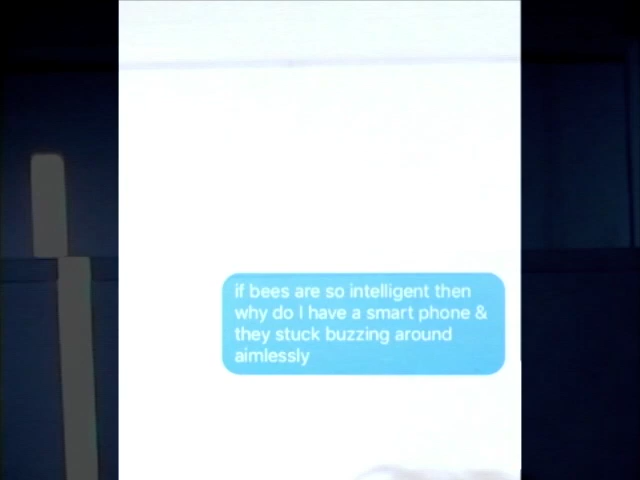 if bees are so intelligent then
why do I have a smart phone &
they stuck buzzing around
aimlessly